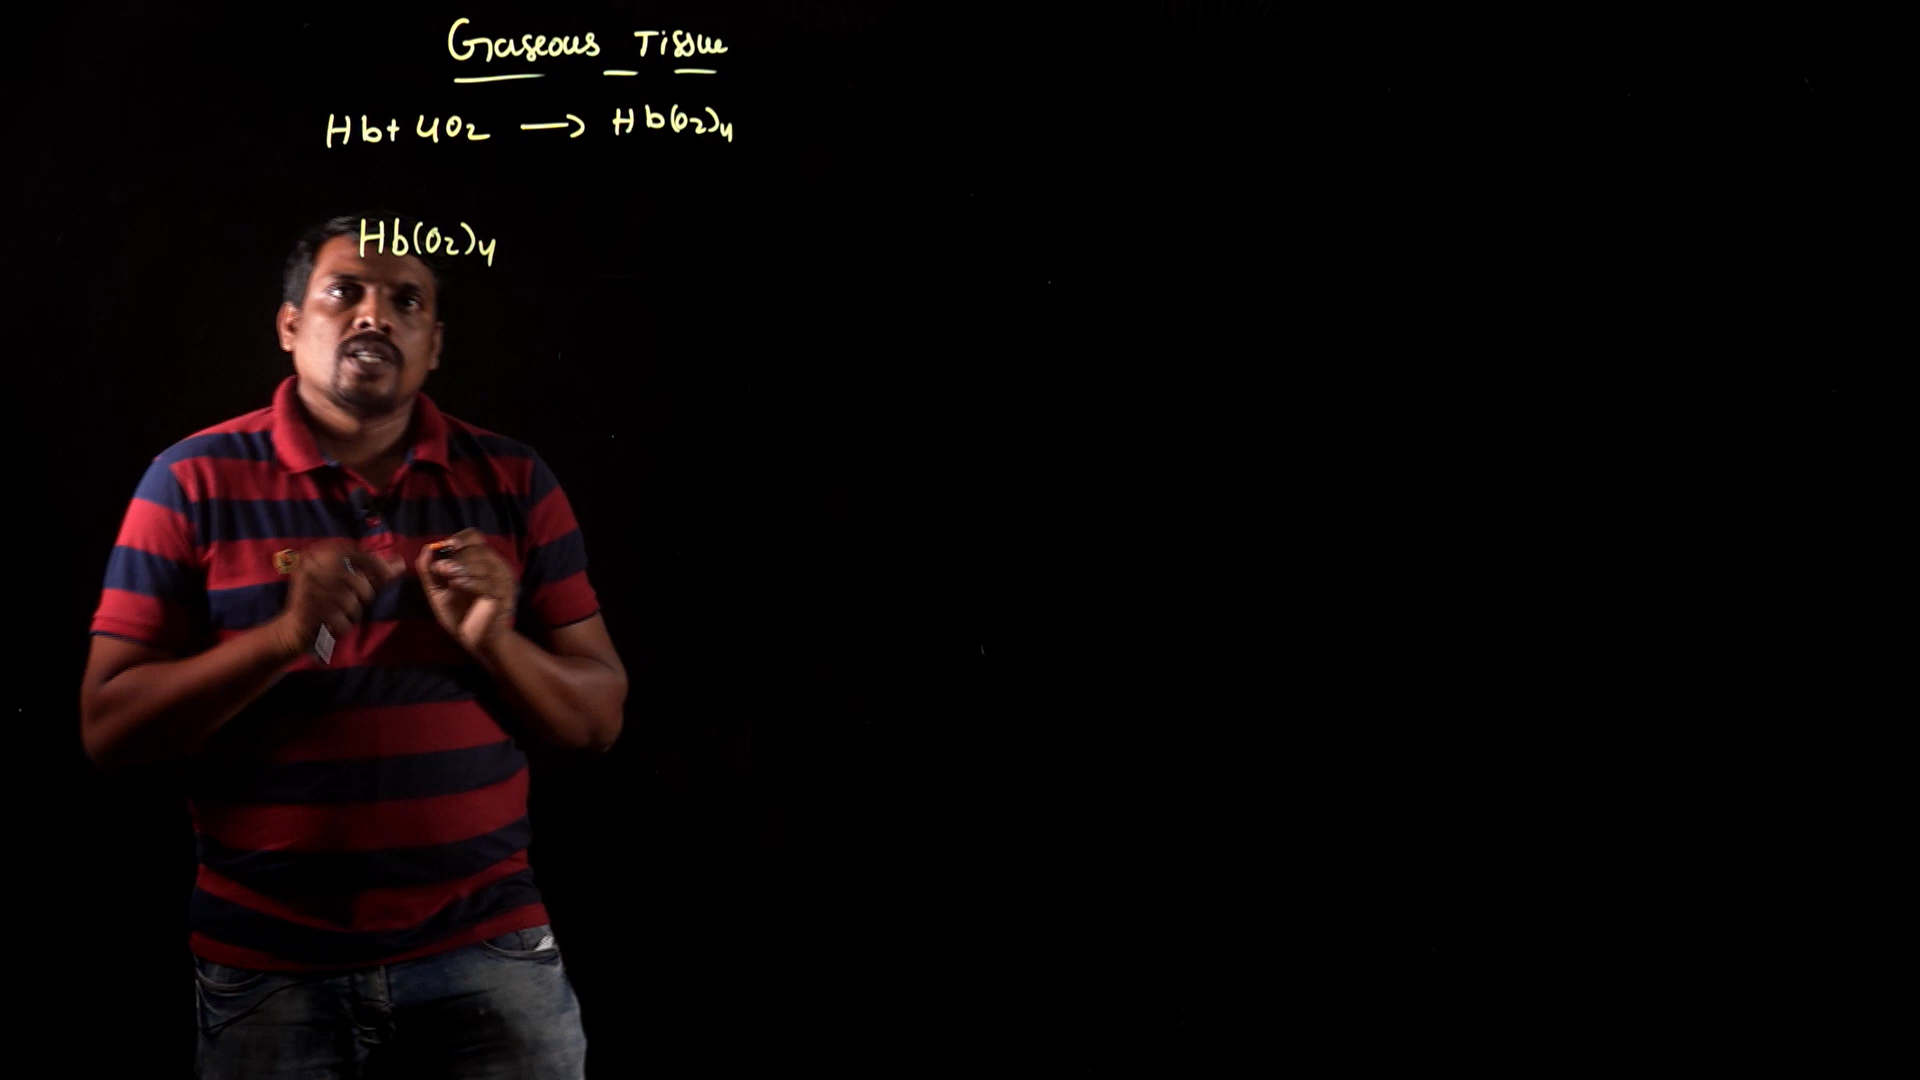 Gaseous Tissue
Hb + 4O2 → Hb(O2)4
Hb(O2)4